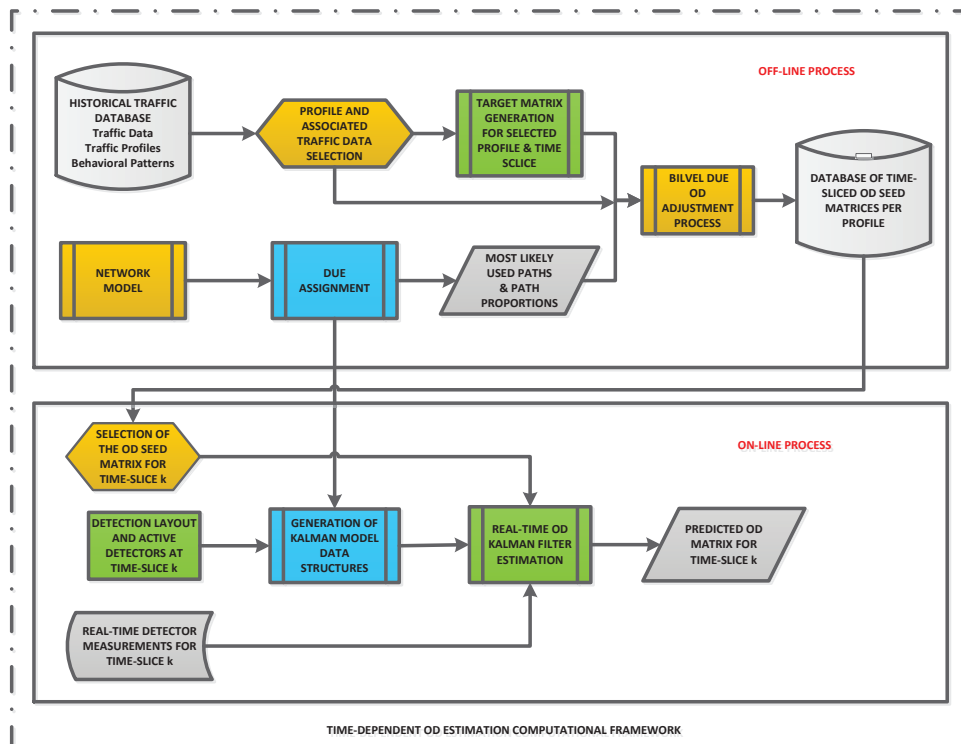 OFF-LINE PROCESS
HISTORICAL TRAFFIC
DATABASE
Traffic Data
Traffic Profiles
Behavioral Patterns
PROFILE AND
ASSOCIATED
TRAFFIC DATA
SELECTION
TARGET MATRIX
GENERATION
FOR SELECTED
PROFILE & TIME
SCLICE
BILVEL DUE
OD
ADJUSTMENT
PROCESS
DATABASE OF TIME-
SLICED OD SEED
MATRICES PER
PROFILE
NETWORK
MODEL
DUE
ASSIGNMENT
MOST LIKELY
USED PATHS
& PATH
PROPORTIONS
ON-LINE PROCESS
SELECTION OF
THE OD SEED
MATRIX FOR
TIME-SLICE k
DETECTION LAYOUT
AND ACTIVE
DETECTORS AT
TIME-SLICE k
GENERATION OF
KALMAN MODEL
DATA
STRUCTURES
REAL-TIME OD
KALMAN FILTER
ESTIMATION
PREDICTED OD
MATRIX FOR
TIME-SLICE k
REAL-TIME DETECTOR
MEASUREMENTS FOR
TIME-SLICE k
TIME-DEPENDENT OD ESTIMATION COMPUTATIONAL FRAMEWORK